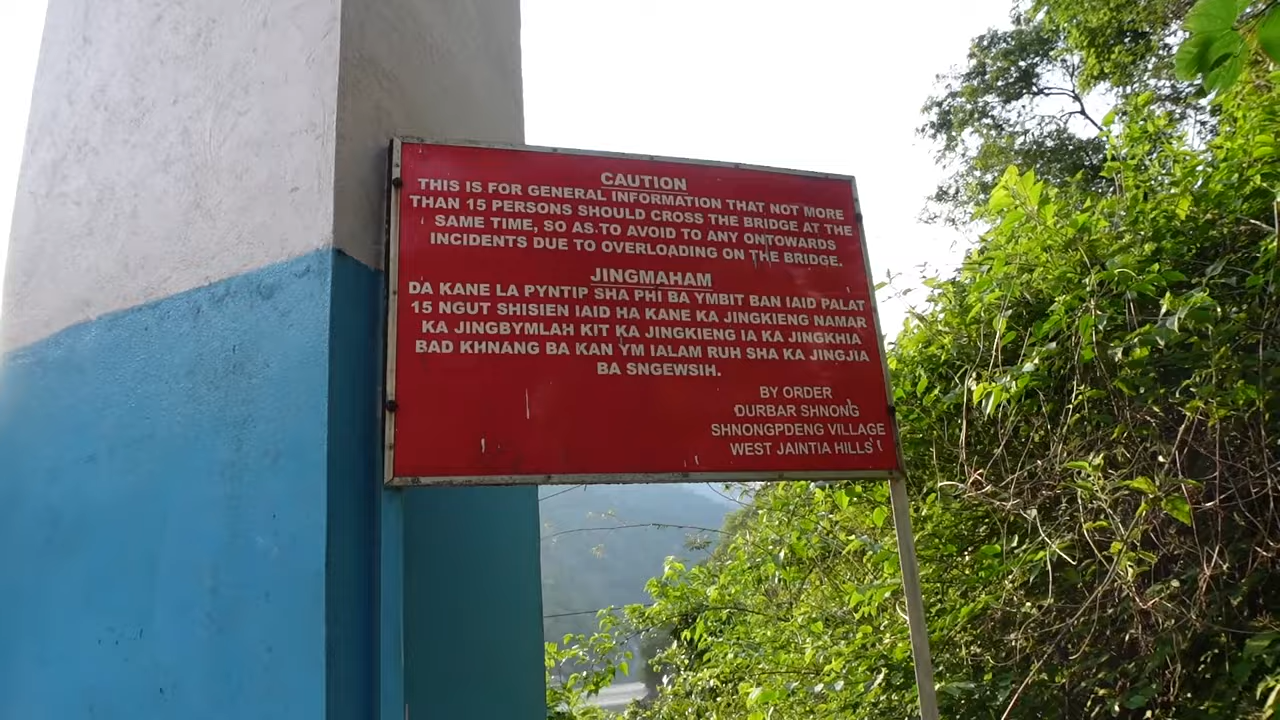 CAUTION
THIS IS FOR GENERAL INFORMATION THAT NOT MORE
THAN 15 PERSONS SHOULD CROSS THE BRIDGE AT THE
SAME TIME, SO AS TO AVOID TO ANY ONTOWARDS
INCIDENTS DUE TO OVERLOADING ON THE BRIDGE.
JINGMAHAM
DA KANE LA PYNTIP SHA PHI BA YMBIT BAN IAID PALAT
15 NGUT SHISIEN IAID HA KANE KA JINGKIENG NAMAR
KA JINGBYMLAH KIT KA JINGKIENG IA KA JINGKHIA
BAD KHNANG BA KAN YM IALAM RUH SHA KA JINGJIA
BA SNGEWSIH.
BY ORDER
DURBAR SHNONG
SHNONGPDENG VILLAGE
WEST JAINTIA HILLS